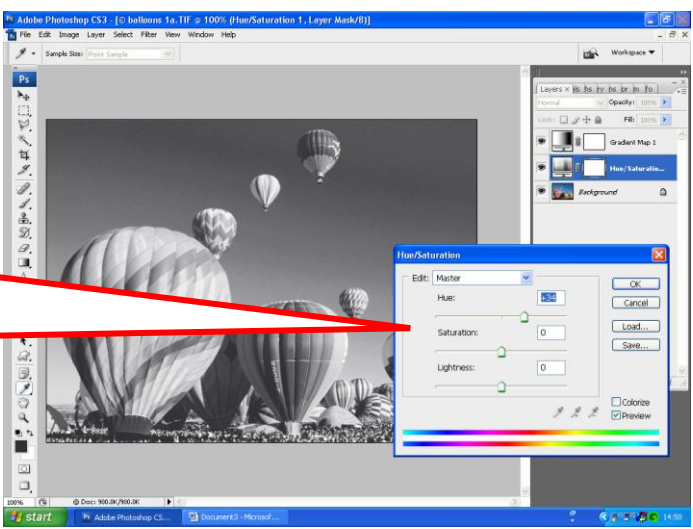 Adobe Photoshop CS3 - [© balloons 1a.TIF @ 100% (Hue/Saturation 1, Layer Mask/8)]
File Edit Image Layer Select Filter View Window Help
Sample Size: Point Sample
Workspace
Ps
Layers
Normal
Opacity: 100%
Lock:
Fill: 100%
Gradient Map 1
Hue/Saturatio...
Background
Hue/Saturation
Edit: Master
OK
Hue: +34
Cancel
Load...
Saturation: 0
Save...
Lightness: 0
Colorize
Preview
100%
Doc: 900.0K/900.0K
start
Adobe Photoshop CS...
Document3 - Microsof...
14:50